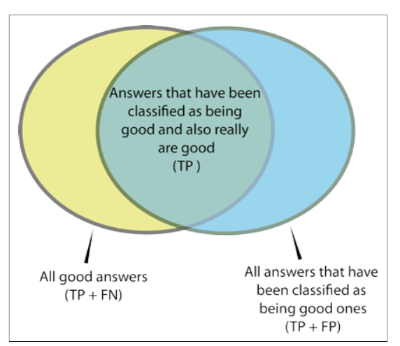 Answers that have been
classified as being
good and also really
are good
(TP )
All good answers
(TP + FN)
All answers that have
been classified as
being good ones
(TP + FP)